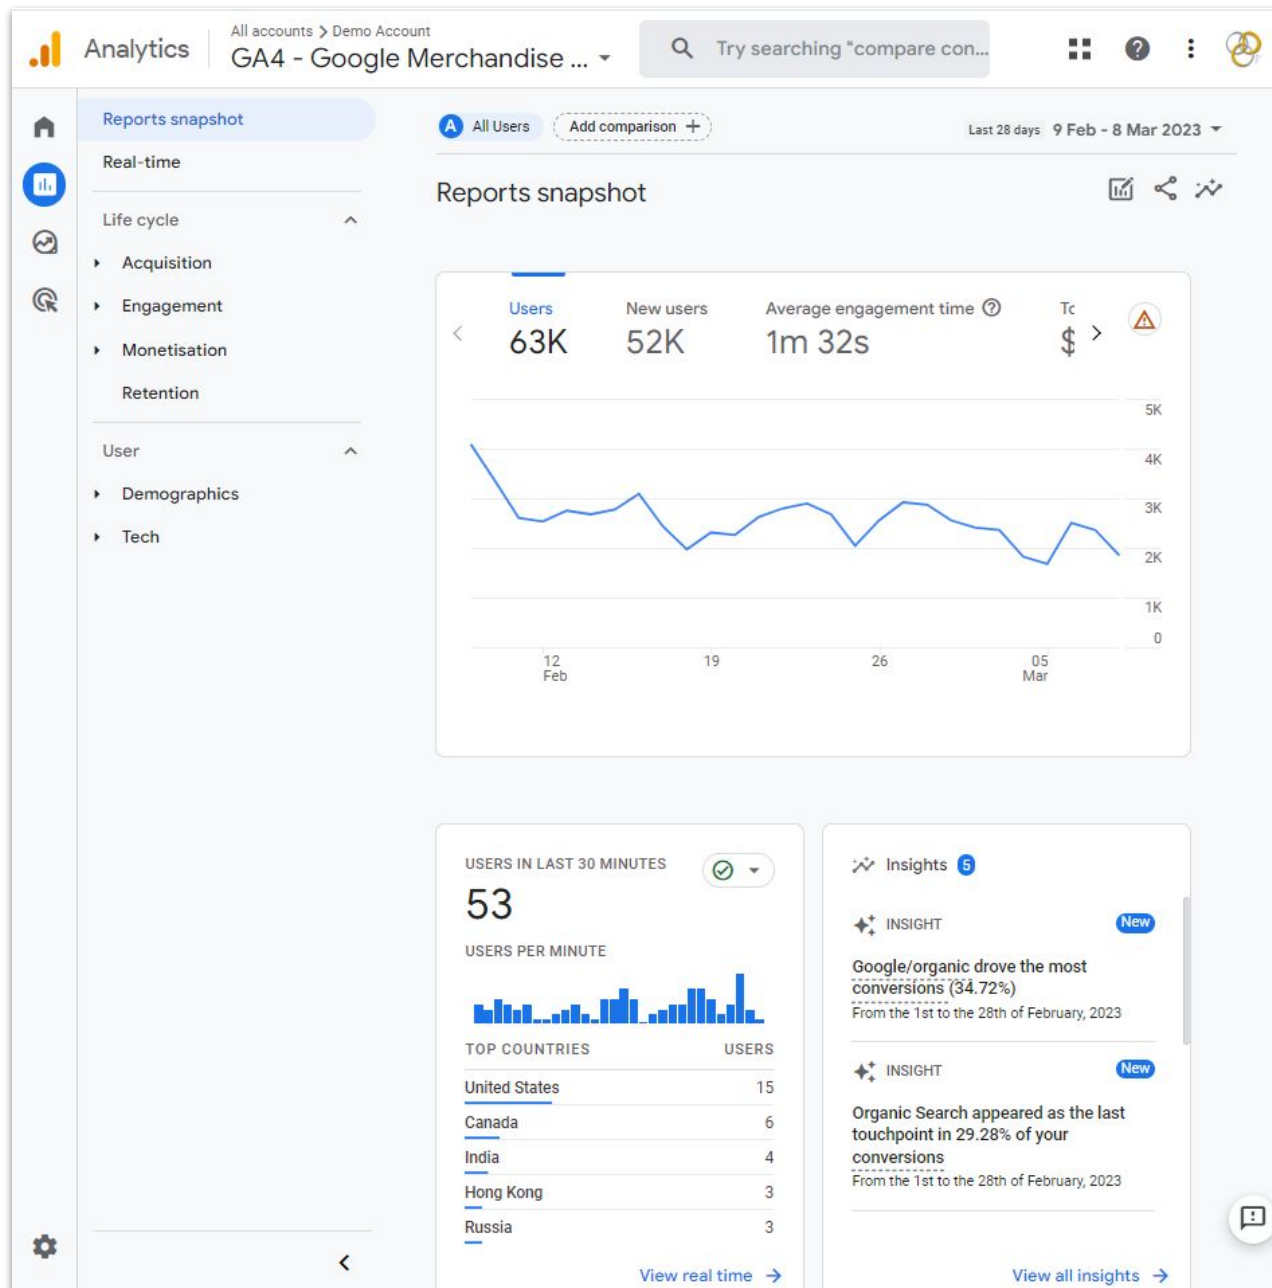 Analytics
All accounts > Demo Account
GA4 - Google Merchandise ...
Try searching "compare con...
Reports snapshot
Real-time
Life cycle
Acquisition
Engagement
Monetisation
Retention
User
Demographics
Tech
A All Users
Add comparison +
Last 28 days 9 Feb - 8 Mar 2023
Reports snapshot
Users
63K
New users
52K
Average engagement time
1m 32s
$
5K
4K
3K
2K
1K
0
12
Feb
19
26
05
Mar
USERS IN LAST 30 MINUTES
53
USERS PER MINUTE
TOP COUNTRIES USERS
United States 15
Canada 6
India 4
Hong Kong 3
Russia 3
View real time
Insights 5
INSIGHT New
Google/organic drove the most
conversions (34.72%)
From the 1st to the 28th of February, 2023
INSIGHT New
Organic Search appeared as the last
touchpoint in 29.28% of your
conversions
From the 1st to the 28th of February, 2023
View all insights